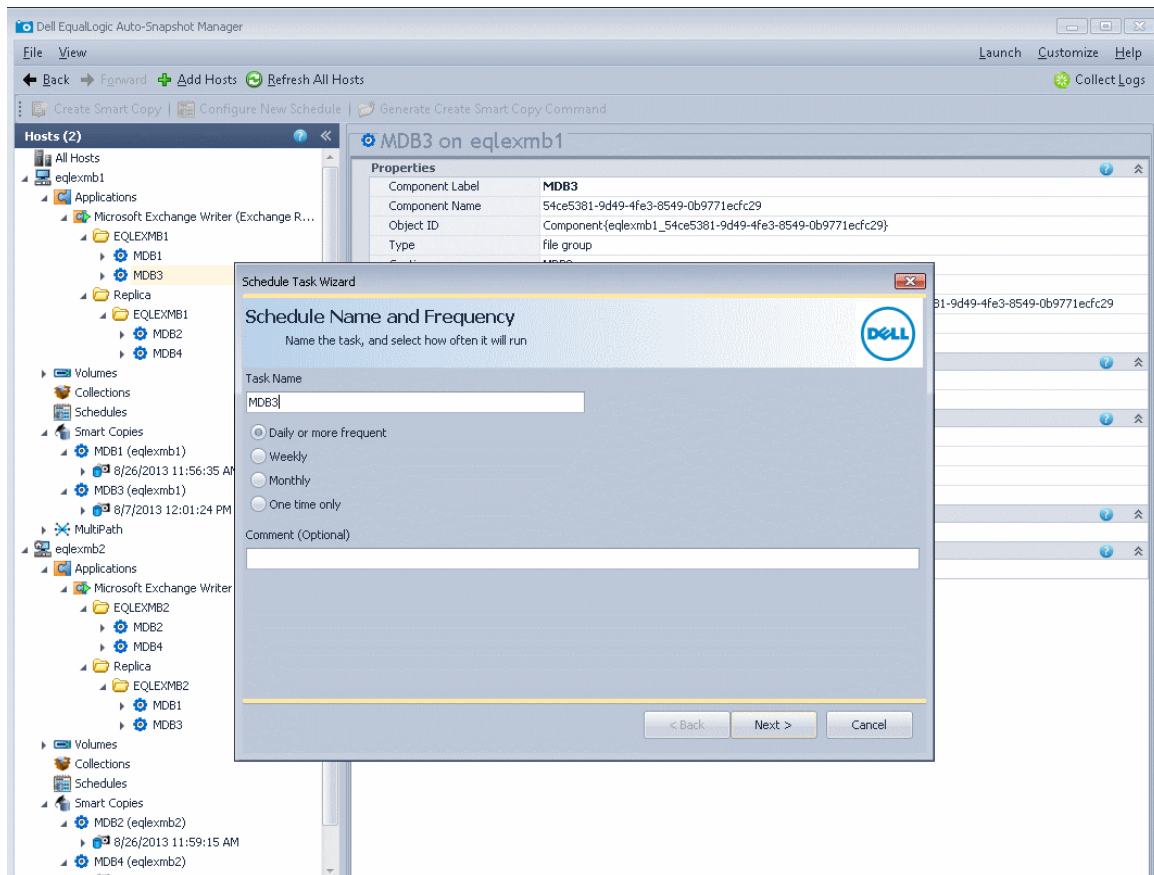 Dell EqualLogic Auto-Snapshot Manager
File View Launch Customize Help
Back Forward Add Hosts Refresh All Hosts Collect Logs
Create Smart Copy | Configure New Schedule | Generate Create Smart Copy Command
Hosts (2)
All Hosts
eqlexmb1
Applications
Microsoft Exchange Writer (Exchange R...
EQLEXMB1
MDB1
MDB3
Replica
EQLEXMB1
MDB2
MDB4
Volumes
Collections
Schedules
Smart Copies
MDB1 (eqlexmb1)
8/26/2013 11:56:35 AM
MDB3 (eqlexmb1)
8/7/2013 12:01:24 PM
MultiPath
eqlexmb2
Applications
Microsoft Exchange Writer
EQLEXMB2
MDB2
MDB4
Replica
EQLEXMB2
MDB1
MDB3
Volumes
Collections
Schedules
Smart Copies
MDB2 (eqlexmb2)
8/26/2013 11:59:15 AM
MDB4 (eqlexmb2)
MDB3 on eqlexmb1
Properties
Component Label MDB3
Component Name 54ce5381-9d49-4fe3-8549-0b9771ecfc29
Object ID Component{eqlexmb1_54ce5381-9d49-4fe3-8549-0b9771ecfc29}
Type file group
81-9d49-4fe3-8549-0b9771ecfc29
Schedule Task Wizard
Schedule Name and Frequency
Name the task, and select how often it will run
DELL
Task Name
MDB3
Daily or more frequent
Weekly
Monthly
One time only
Comment (Optional)
< Back Next > Cancel